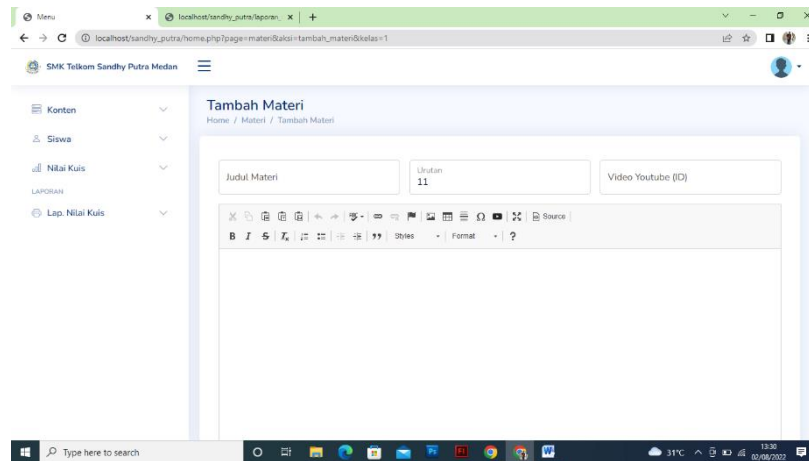 Menu
localhost/sandhy_putra/laporan_
localhost/sandhy_putra/home.php?page=materi&aksi=tambah_materi&kelas=1
SMK Telkom Sandhy Putra Medan
Konten
Siswa
Nilai Kuis
LAPORAN
Lap. Nilai Kuis
Tambah Materi
Home / Materi / Tambah Materi
Judul Materi
Urutan
11
Video Youtube (ID)
Source
B I S Ix
Styles
Format
?
Type here to search
31°C
13:30
02/08/2022